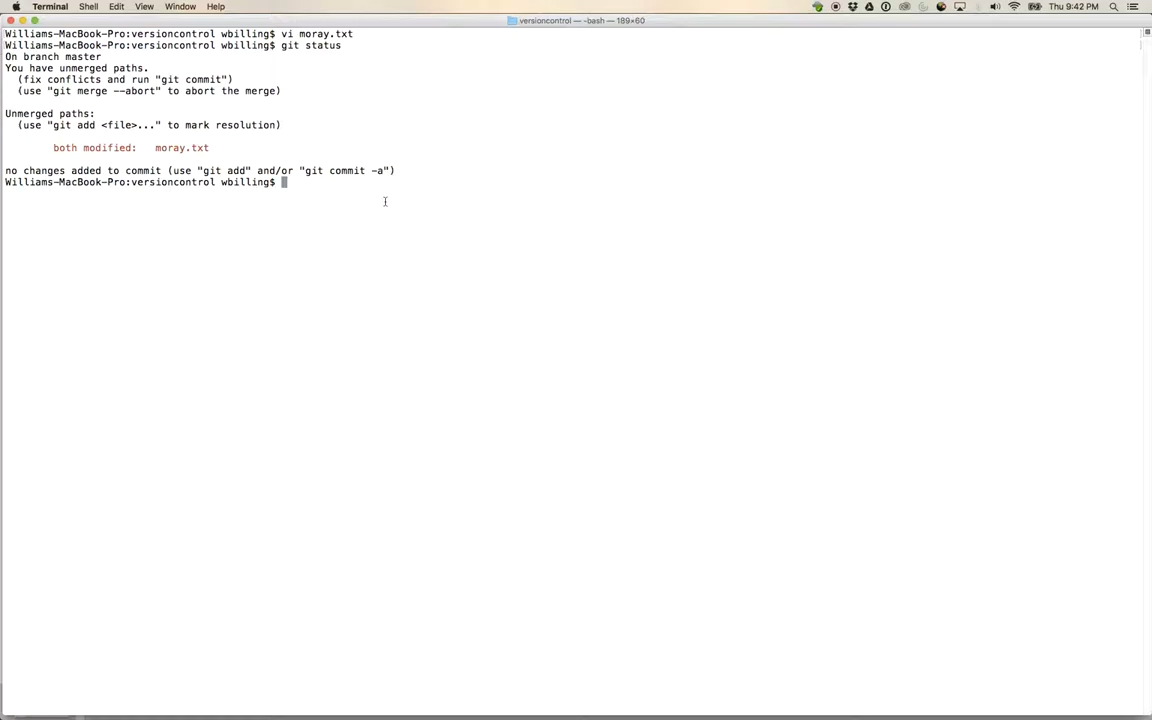 Terminal Shell Edit View Window Help Thu 9:42 PM
versioncontrol — -bash — 189×60
Williams-MacBook-Pro:versioncontrol wbilling$ vi moray.txt
Williams-MacBook-Pro:versioncontrol wbilling$ git status
On branch master
You have unmerged paths.
  (fix conflicts and run "git commit")
  (use "git merge --abort" to abort the merge)
Unmerged paths:
  (use "git add <file>..." to mark resolution)
        both modified:   moray.txt
no changes added to commit (use "git add" and/or "git commit -a")
Williams-MacBook-Pro:versioncontrol wbilling$